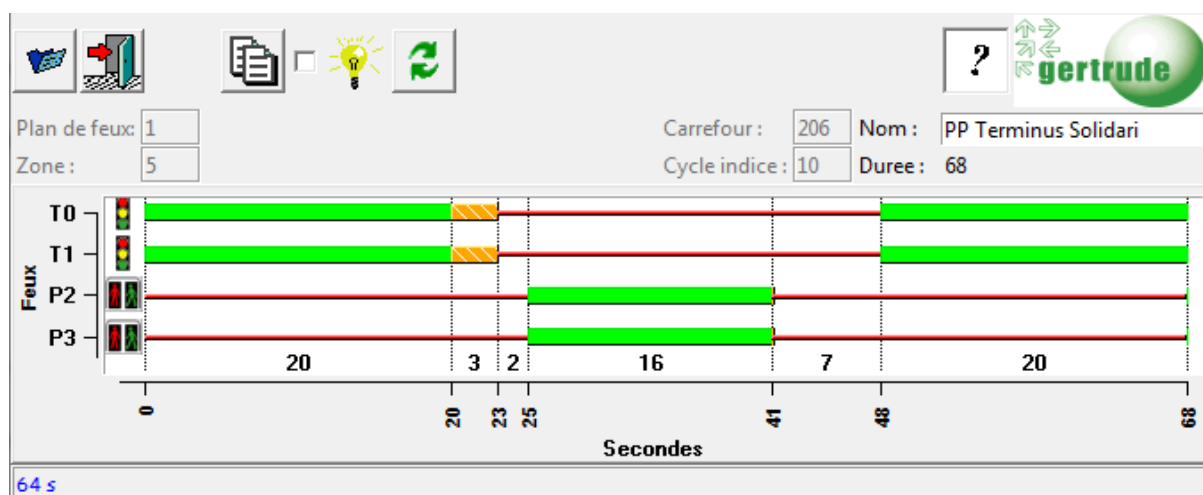 ?
gertrude
Plan de feux: 1 Carrefour : 206 Nom : PP Terminus Solidari
Zone : 5 Cycle indice : 10 Duree : 68
Feux
T0
T1
P2
P3
20 3 2 16 7 20
0 20 23 25 41 48 68
Secondes
64 s